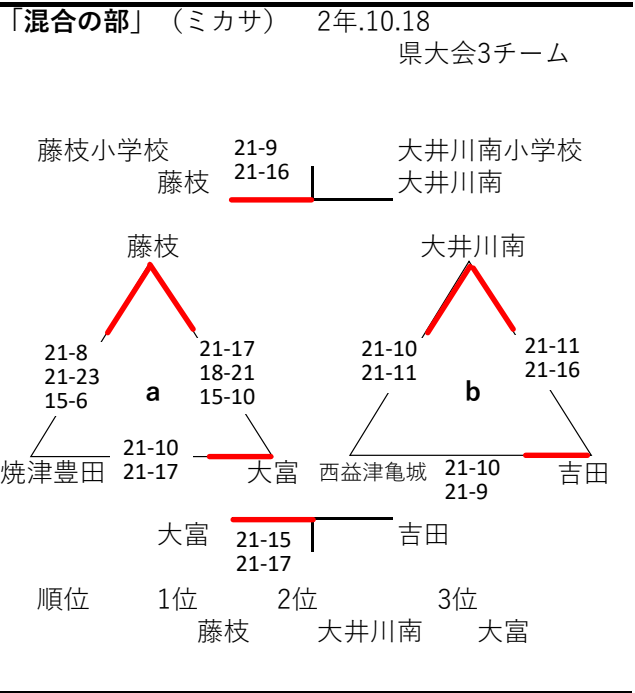 「混合の部」（ミカサ）　2年.10.18
県大会3チーム
藤枝小学校　21-9　大井川南小学校
藤枝　21-16　大井川南
藤枝　大井川南
21-8　21-17　21-10　21-11
21-23　18-21　21-11　21-16
15-6　a　15-10　b
21-10
焼津豊田　21-17　大富　西益津亀城　21-10　吉田
21-9
大富　21-15　吉田
21-17
順位　1位　2位　3位
藤枝　大井川南　大富